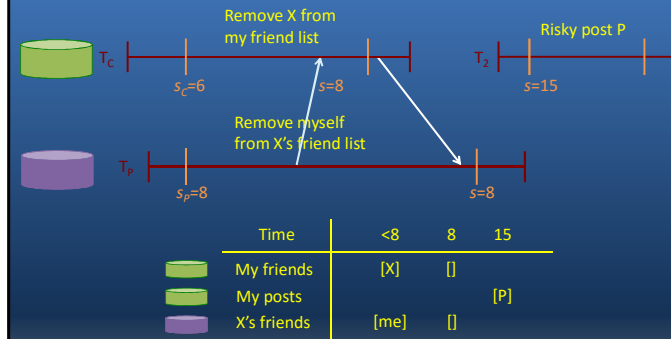 Remove X from
my friend list
Risky post P
T_C
T_2
s_C=6
s=8
s=15
Remove myself
from X's friend list
T_P
s_P=8
s=8
Time <8 8 15
My friends [X] []
My posts [P]
X's friends [me] []